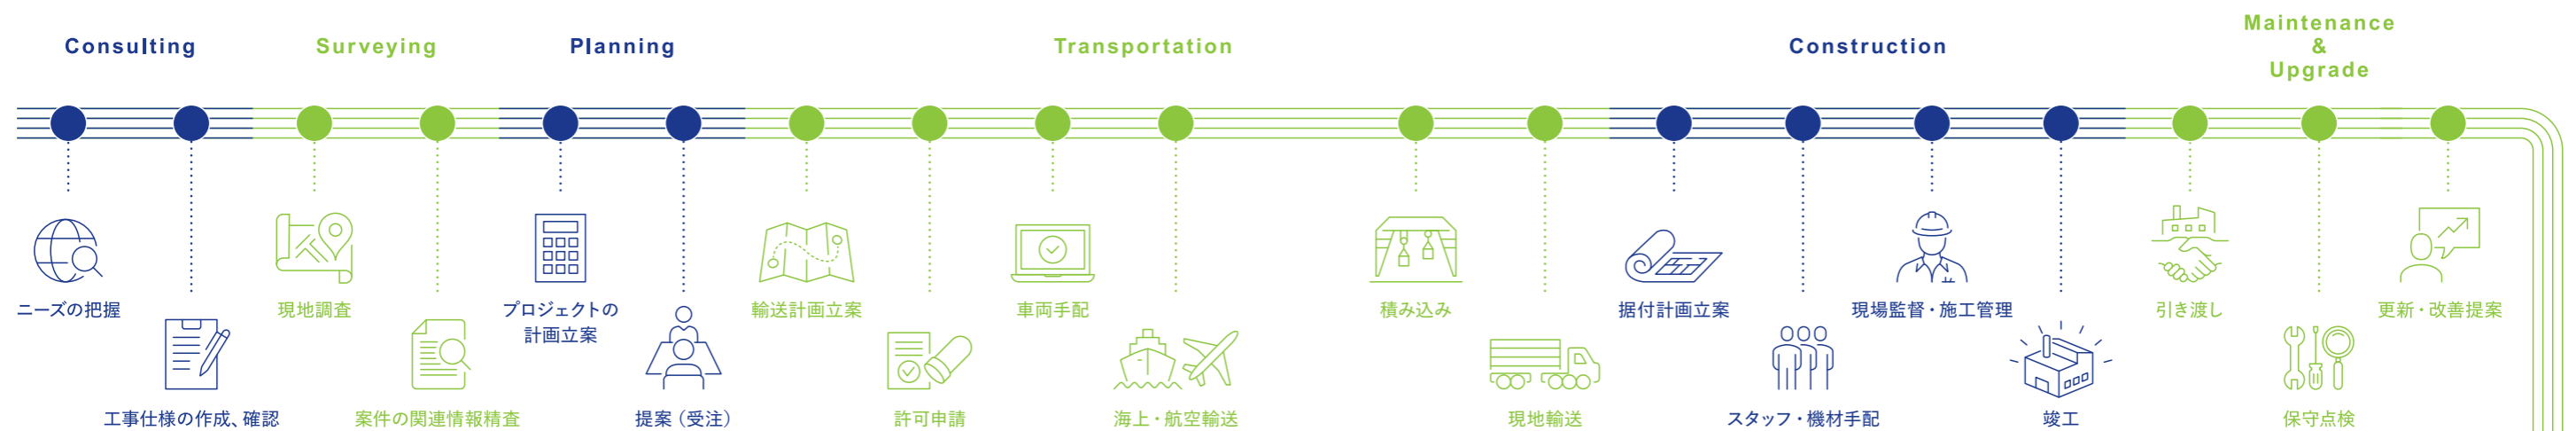 Consulting
Surveying
Planning
Transportation
Construction
Maintenance
&
Upgrade
ニーズの把握
工事仕様の作成、確認
現地調査
案件の関連情報精査
プロジェクトの
計画立案
提案（受注）
輸送計画立案
許可申請
車両手配
海上・航空輸送
積み込み
現地輸送
据付計画立案
スタッフ・機材手配
現場監督・施工管理
竣工
引き渡し
保守点検
更新・改善提案